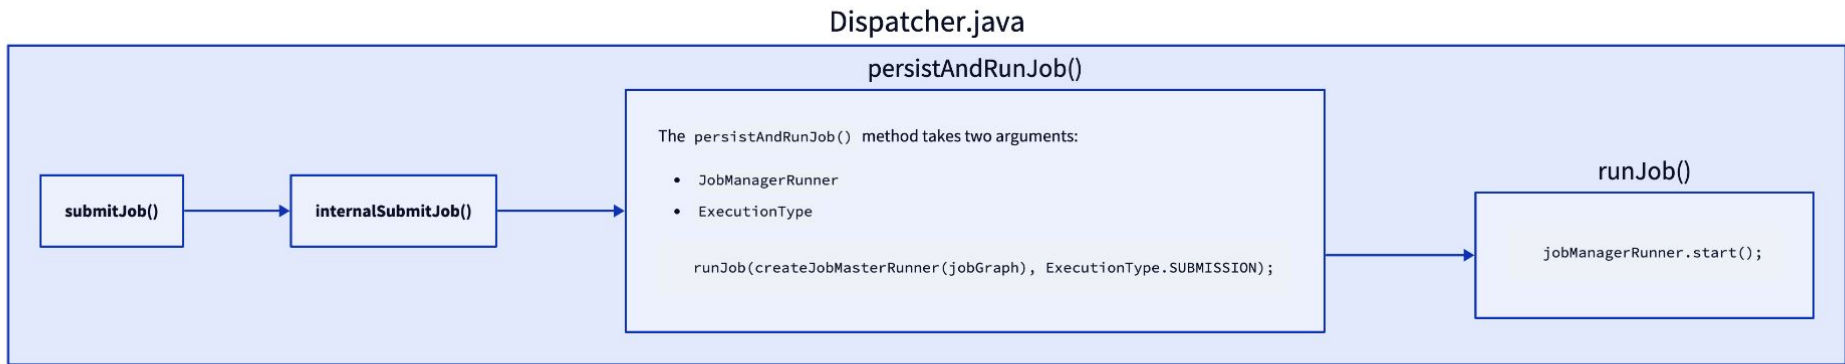 Dispatcher.java
persistAndRunJob()
The persistAndRunJob() method takes two arguments:
• JobManagerRunner
• ExecutionType
runJob(createJobMasterRunner(jobGraph), ExecutionType.SUBMISSION);
submitJob()
internalSubmitJob()
runJob()
jobManagerRunner.start();